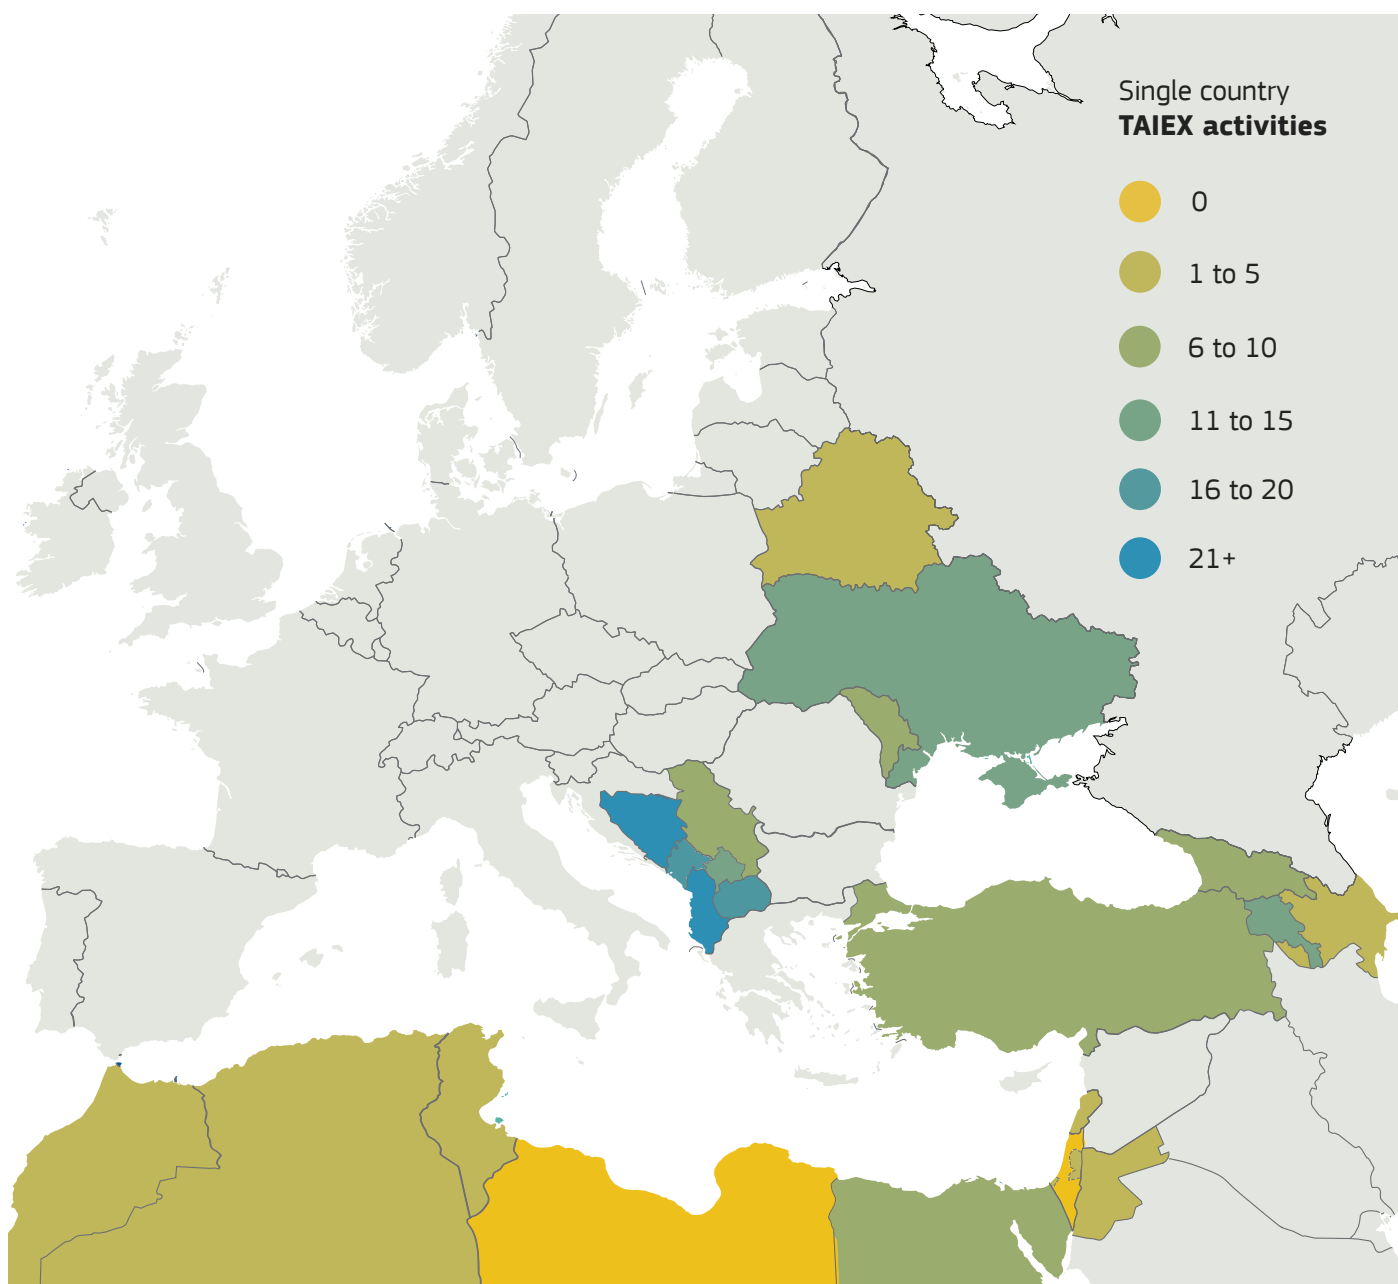 Single country
TAIEX activities
0
1 to 5
6 to 10
11 to 15
16 to 20
21+